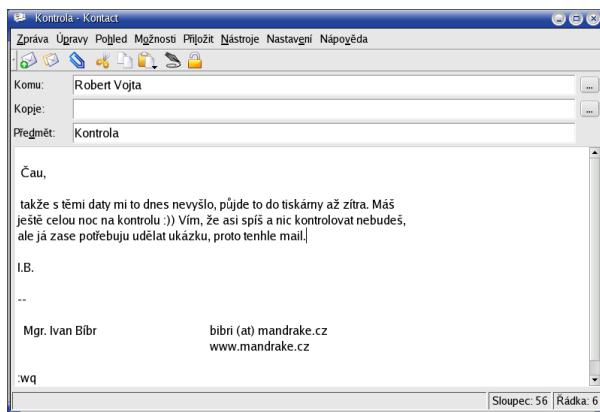 Kontrola - Kontact
Zpráva Úpravy Pohled Možnosti Přiložit Nástroje Nastavení Nápověda
Komu: Robert Vojta ...
Kopie: ...
Předmět: Kontrola
Čau,
takže s těmi daty mi to dnes nevyšlo, půjde to do tiskárny až zítra. Máš
ještě celou noc na kontrolu :)) Vím, že asi spíš a nic kontrolovat nebudeš,
ale já zase potřebuju udělat ukázku, proto tenhle mail.
I.B.
--
Mgr. Ivan Bíbr bibri (at) mandrake.cz
www.mandrake.cz
:wq
Sloupec: 56 Řádka: 6